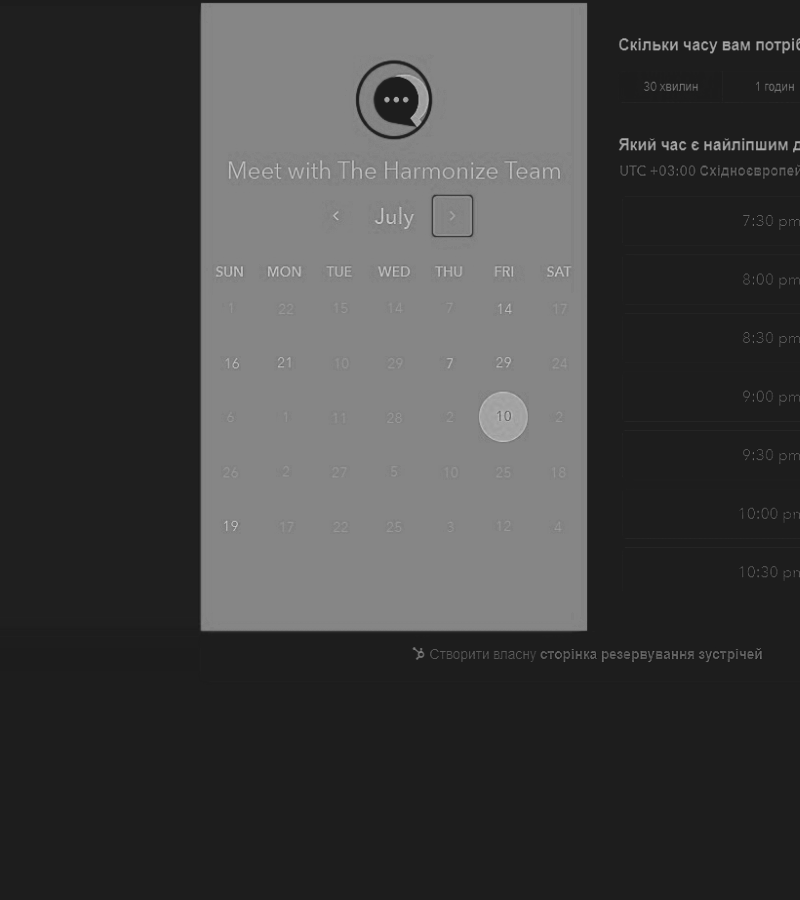 Meet with The Harmonize Team
July
SUN MON TUE WED THU FRI SAT
1 22 15 14 7 14 17
16 21 10 29 7 29 24
6 1 11 28 2 10 2
26 2 27 5 10 25 18
19 17 22 25 3 12 4
Скільки часу вам
30 хвилин 1 годин
Який час є найліпшим
UTC +03:00
7:30 pm
8:00 pm
8:30 pm
9:00 pm
9:30 pm
10:00
10:30
Створити власну сторінка резервування зустрічей